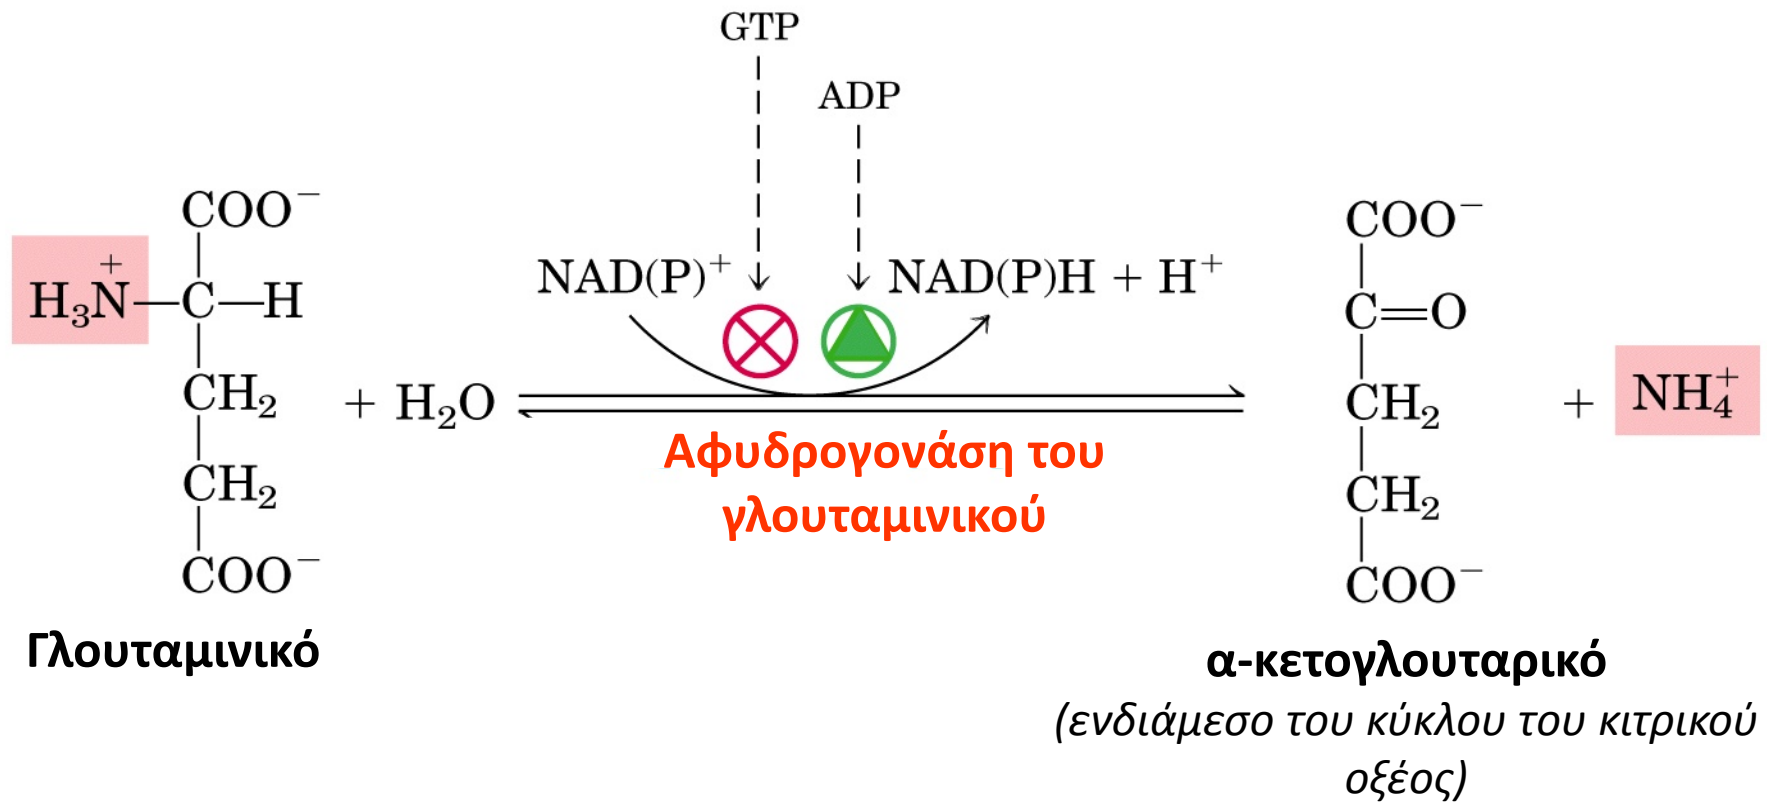 GTP
ADP
COO⁻
H₃N⁺—C—H
CH₂
CH₂
COO⁻
Γλουταμινικό
+ H₂O
NAD(P)⁺
NAD(P)H + H⁺
Αφυδρογονάση του
γλουταμινικού
COO⁻
C=O
CH₂
CH₂
COO⁻
+ NH₄⁺
α-κετογλουταρικό
(ενδιάμεσο του κύκλου του κιτρικού
οξέος)